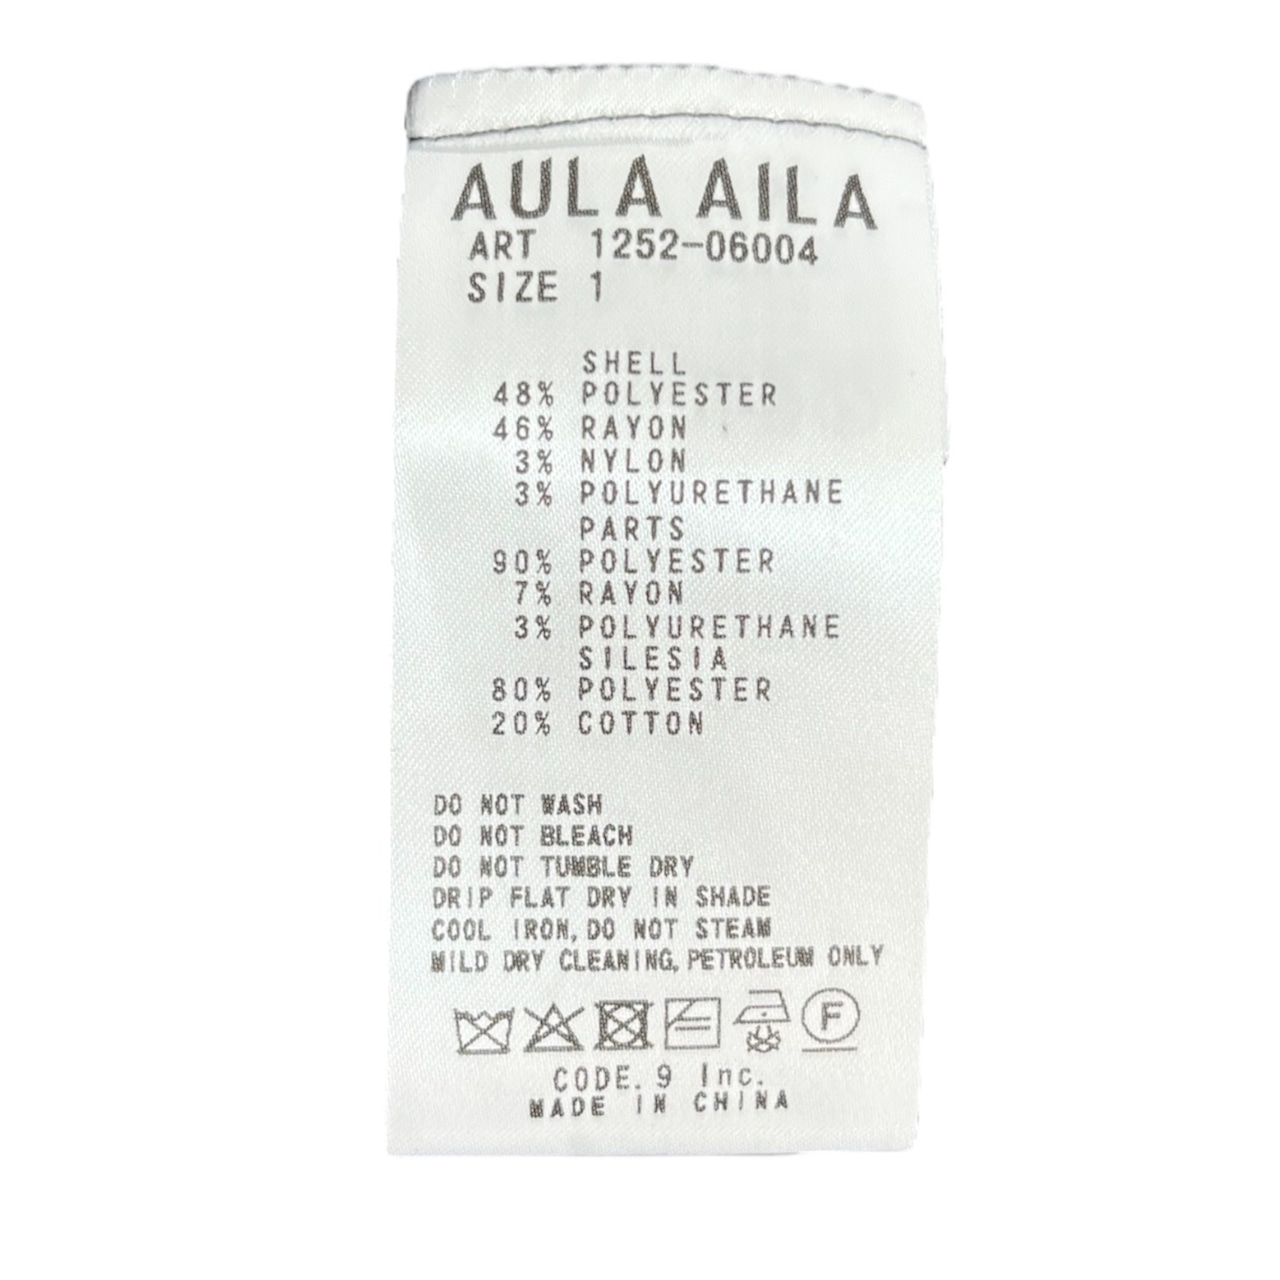 AULA AILA
ART 1252-06004
SIZE 1
SHELL
48% POLYESTER
46% RAYON
3% NYLON
3% POLYURETHANE
PARTS
90% POLYESTER
7% RAYON
3% POLYURETHANE
SILESIA
80% POLYESTER
20% COTTON
DO NOT WASH
DO NOT BLEACH
DO NOT TUMBLE DRY
DRIP FLAT DRY IN SHADE
COOL IRON, DO NOT STEAM
MILD DRY CLEANING, PETROLEUM ONLY
F
CODE. 9 Inc.
MADE IN CHINA